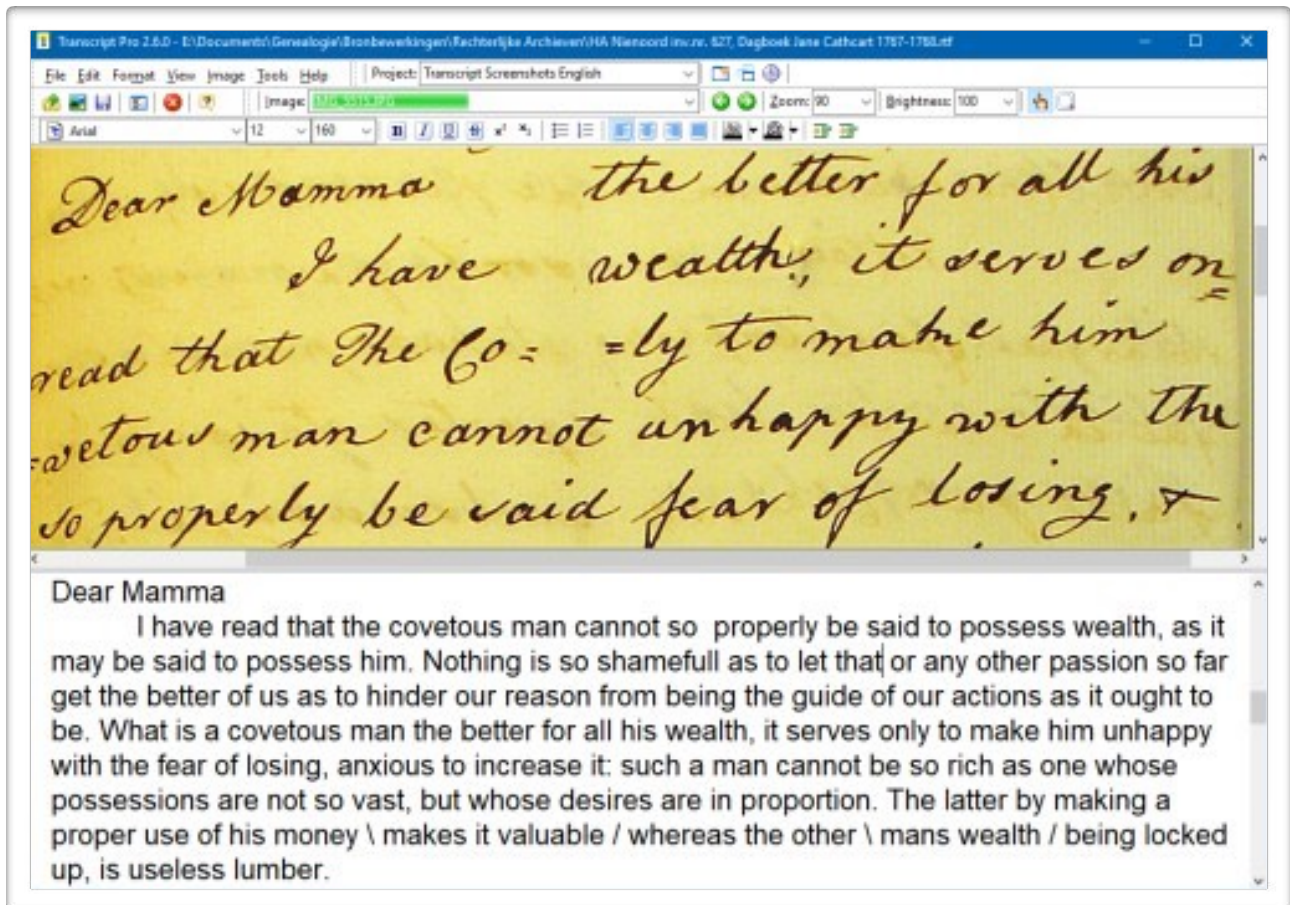 Transcript Pro 2.6.0 - E:\Documents\Genealogie\Bronbewerkingen\Rechterlijke Archieven\HA Nienoord inv.nr. 627, Dagboek Jane Cathcart 1767-1768.rtf
File Edit Format View Image Tools Help Project: Transcript Screenshots English
Image: IMG_5515.JPG Zoom: 90 Brightness: 100
Arial 12 160 B I U x² x₂
Dear Mamma
I have
read that The Co=
=vetous man cannot
so properly be said
the better for all his
wealth, it serves on
=ly to make him
unhappy with the
fear of losing, &
Dear Mamma
I have read that the covetous man cannot so  properly be said to possess wealth, as it
may be said to possess him. Nothing is so shamefull as to let that or any other passion so far
get the better of us as to hinder our reason from being the guide of our actions as it ought to
be. What is a covetous man the better for all his wealth, it serves only to make him unhappy
with the fear of losing, anxious to increase it: such a man cannot be so rich as one whose
possessions are not so vast, but whose desires are in proportion. The latter by making a
proper use of his money \ makes it valuable / whereas the other \ mans wealth / being locked
up, is useless lumber.